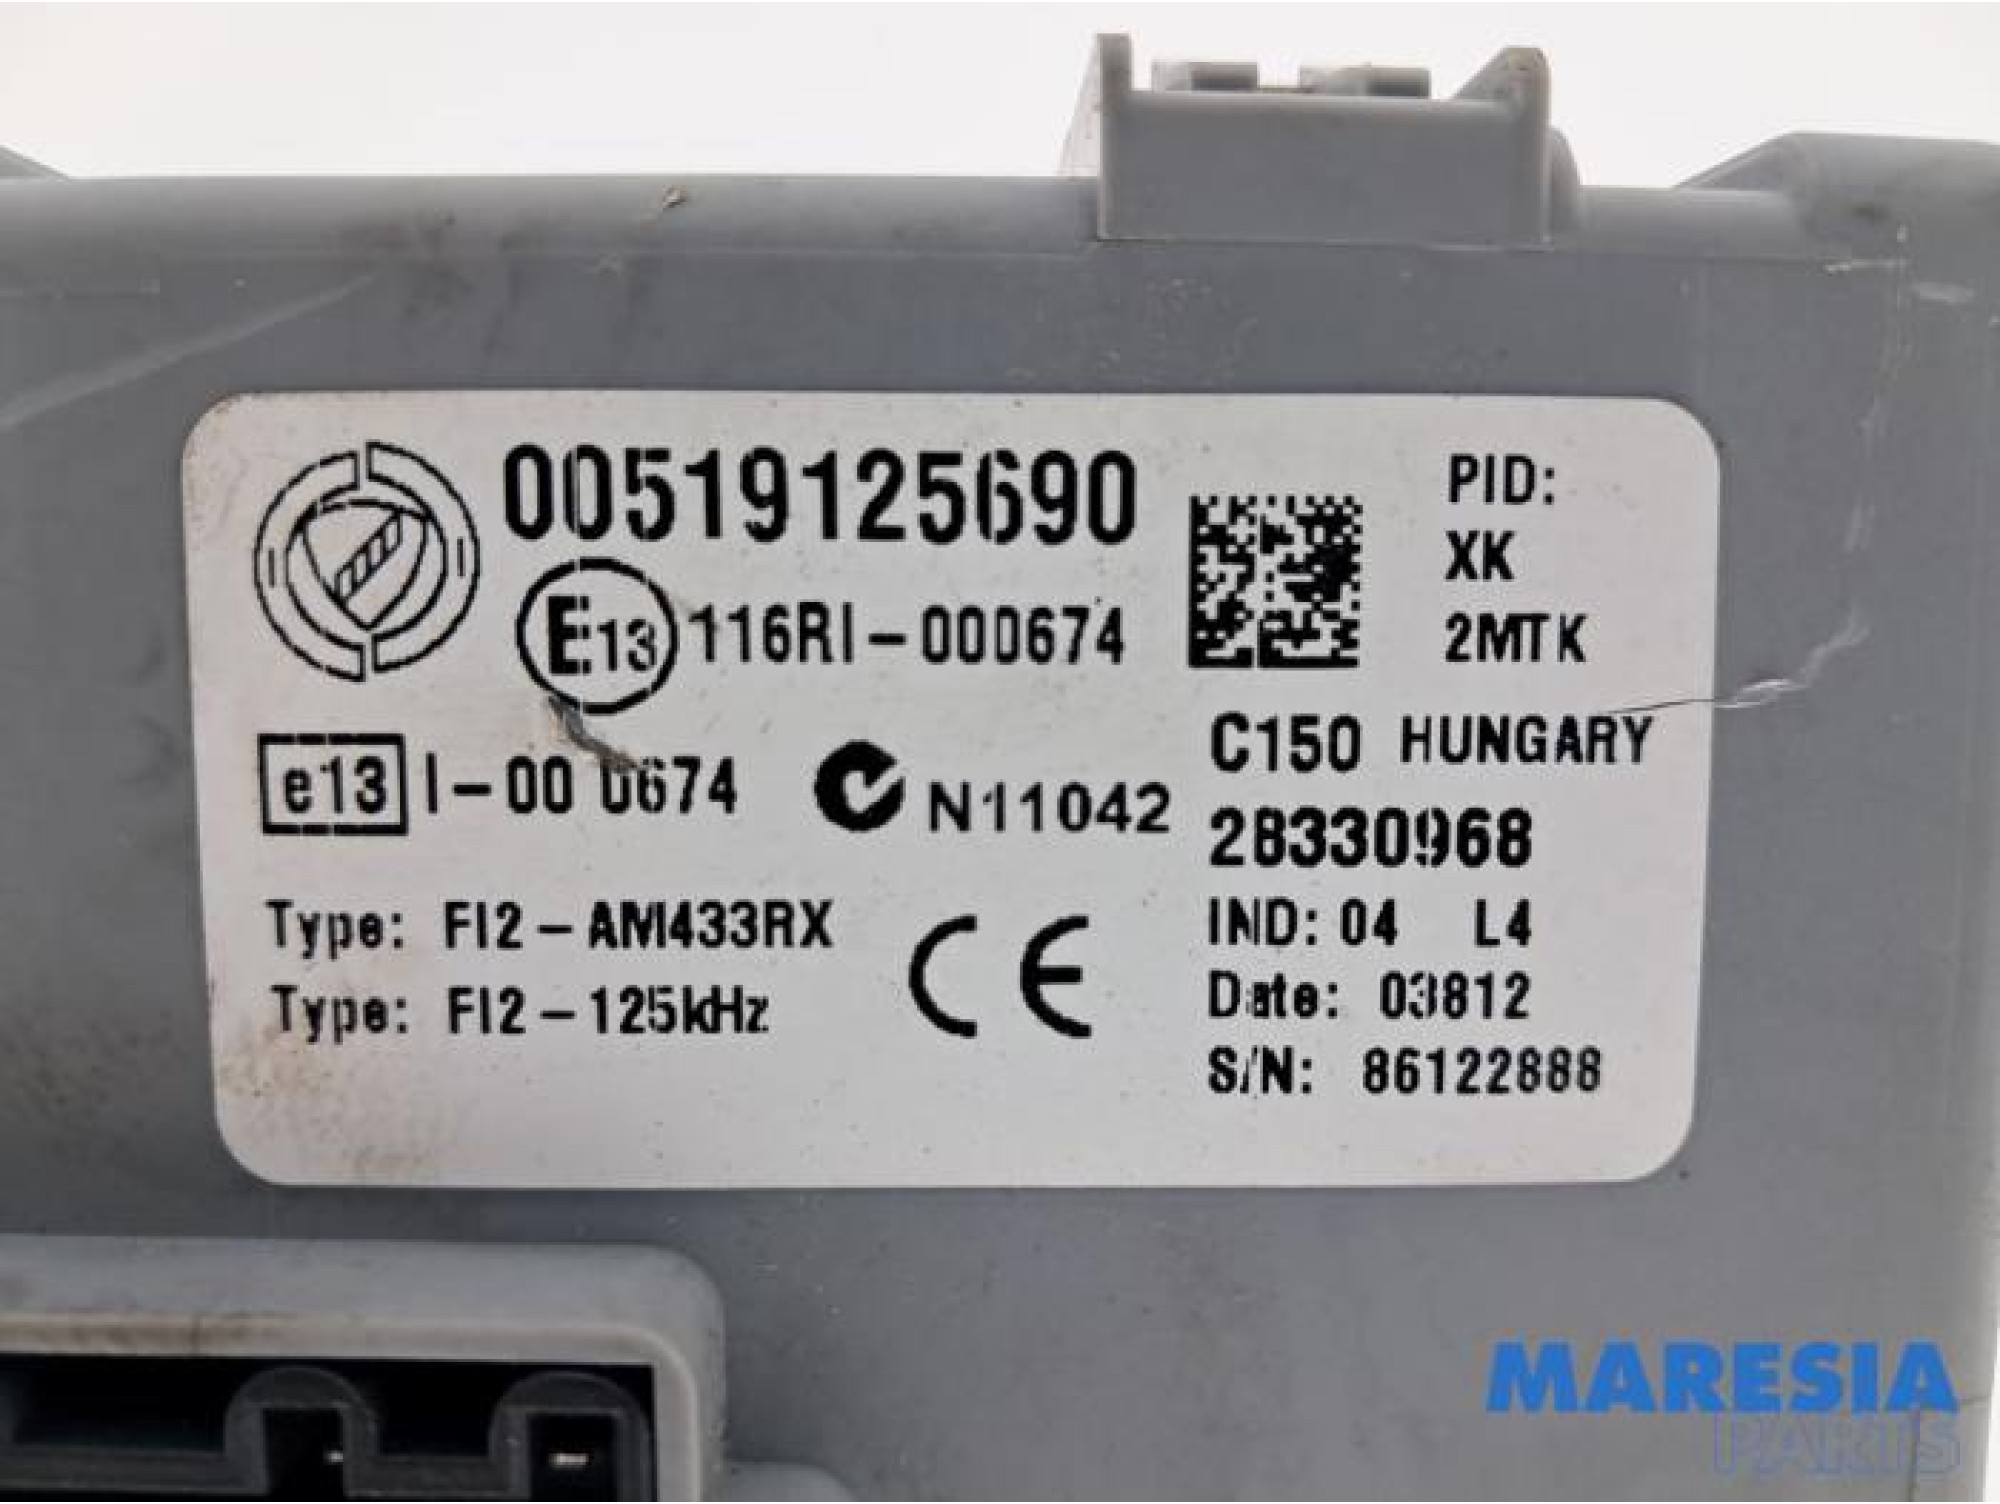 00519125690
E13 116RI-000674
e13 I-00 0674
N11042
Type: FI2-AM433RX
Type: FI2-125kHz
CE
PID:
XK
2MTK
C150 HUNGARY
28330968
IND: 04 L4
Date: 03812
S/N: 86122888
MARESIA
PARTS